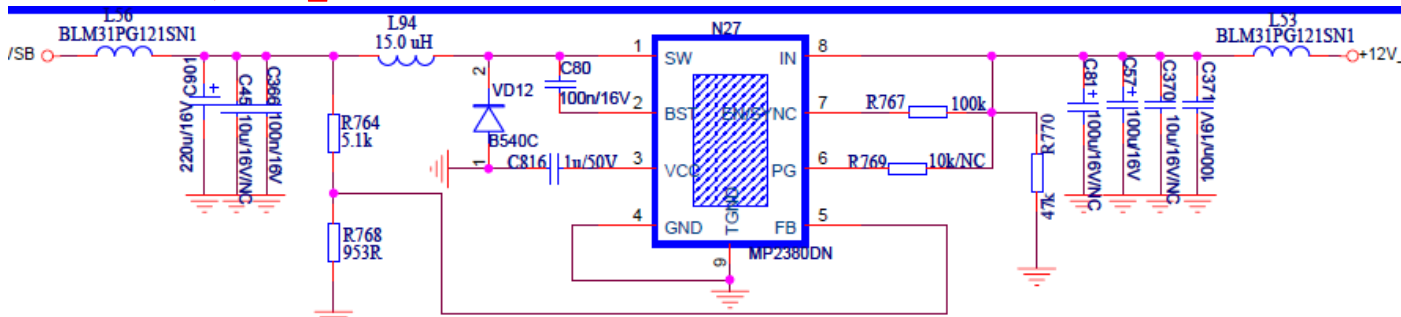 L56
BLM31PG121SN1
/SB
C901
220u/16V
C45
10u/16V/NC
C366
100n/16V
L94
15.0 uH
2
VD12
B540C
1
C80
100n/16V
R764
5.1k
R768
953R
C816
1u/50V
N27
1
SW
2
BST
3
VCC
4
GND
8
IN
7
EN/SYNC
6
PG
5
FB
TGND
9
MP2380DN
R767
100k
R769
10k/NC
R770
47k
C81
100u/16V/NC
C57
100u/16V
C370
10u/16V/NC
C371
100n/16V
L53
BLM31PG121SN1
+12V_